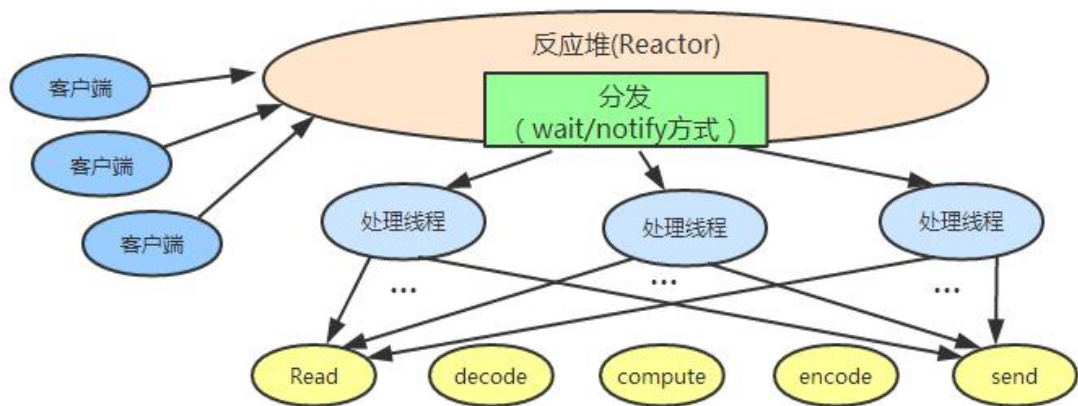 反应堆(Reactor)
分发
（wait/notify方式）
客户端
客户端
客户端
处理线程
处理线程
处理线程
...
...
...
Read
decode
compute
encode
send